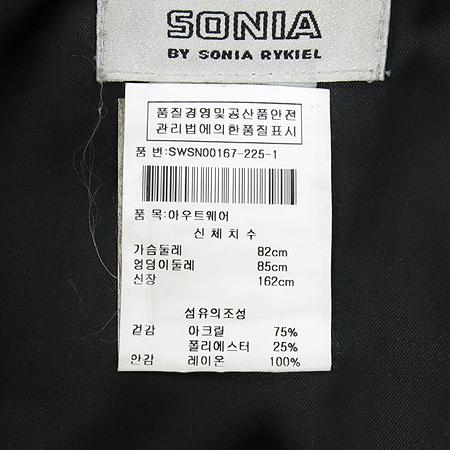 SONIA
BY SONIA RYKIEL
품질경영및공산품안전
관리법에의한품질표시
품 번:SWSN00167-225-1
품 목:아우트웨어
신 체 치 수
가슴둘레 82cm
엉덩이둘레 85cm
신장 162cm
섬유의조성
겉감 아크릴 75%
폴리에스터 25%
안감 레이온 100%